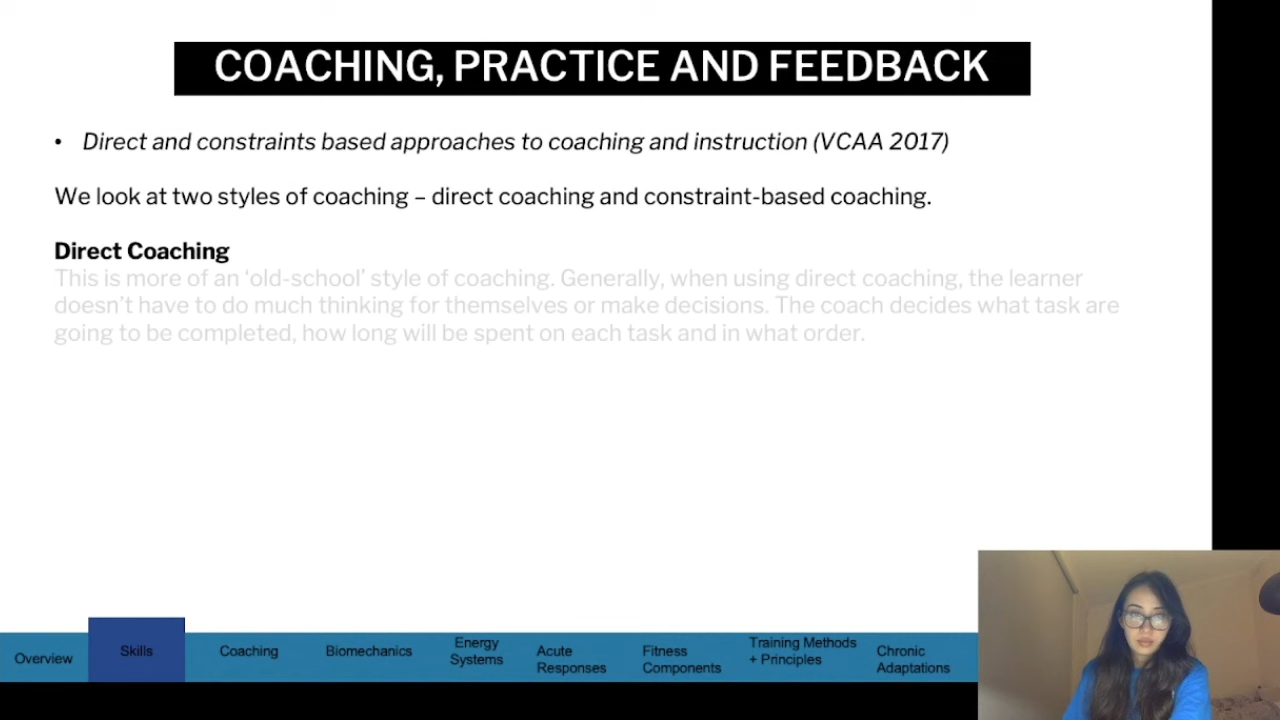 COACHING, PRACTICE AND FEEDBACK
• Direct and constraints based approaches to coaching and instruction (VCAA 2017)
We look at two styles of coaching – direct coaching and constraint-based coaching.
Direct Coaching
This is more of an ‘old-school’ style of coaching. Generally, when using direct coaching, the learner
doesn’t have to do much thinking for themselves or make decisions. The coach decides what task are
going to be completed, how long will be spent on each task and in what order.
Overview
Skills
Coaching
Biomechanics
Energy
Systems
Acute
Responses
Fitness
Components
Training Methods
+ Principles
Chronic
Adaptations